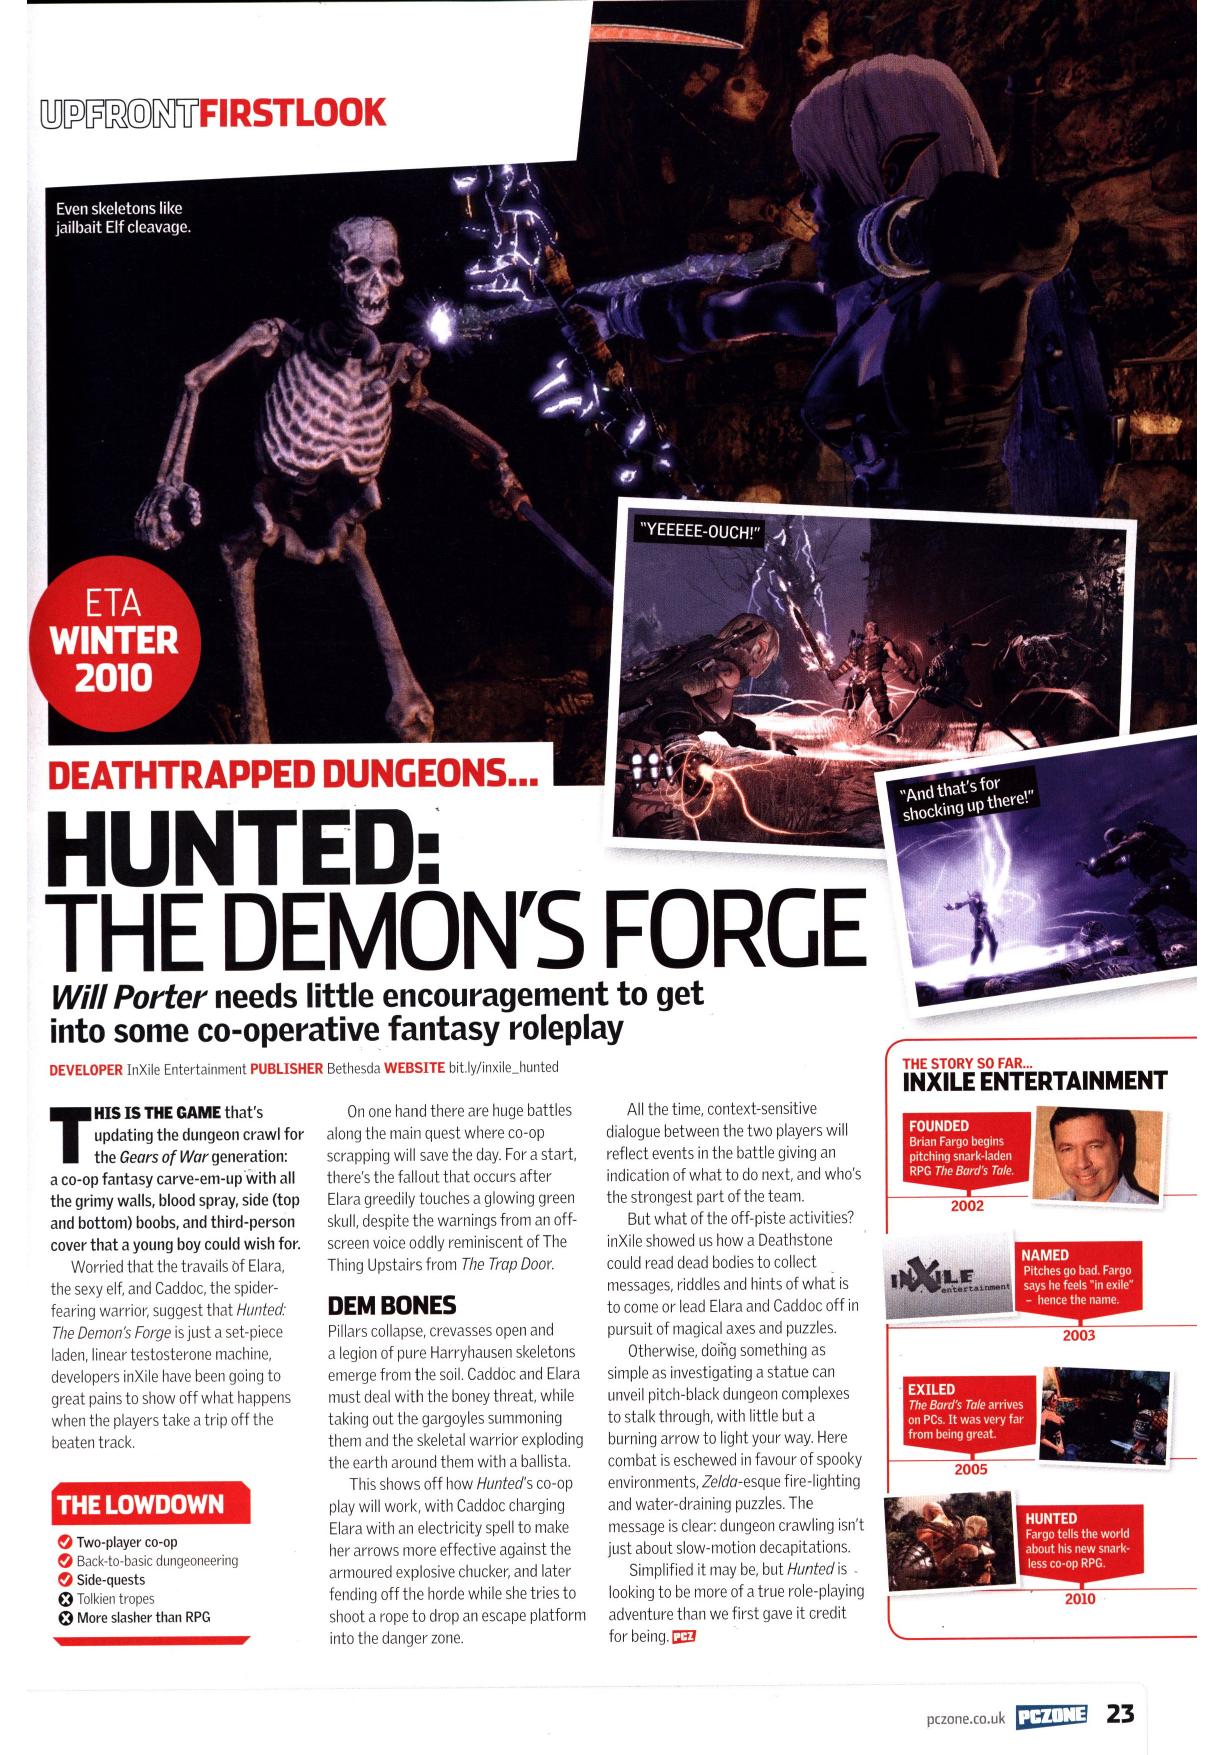 UPFRONTFIRSTLOOK
Even skeletons like
jailbait Elf cleavage.
"YEEEEE-OUCH!"
ETA
WINTER
2010
"And that's for
shocking up there!"
DEATHTRAPPED DUNGEONS...
HUNTED:
THE DEMON'S FORGE
Will Porter needs little encouragement to get
into some co-operative fantasy roleplay
DEVELOPER InXile Entertainment PUBLISHER Bethesda WEBSITE bit.ly/inxile_hunted
THIS IS THE GAME that's
updating the dungeon crawl for
the Gears of War generation:
a co-op fantasy carve-em-up with all
the grimy walls, blood spray, side (top
and bottom) boobs, and third-person
cover that a young boy could wish for.
Worried that the travails of Elara,
the sexy elf, and Caddoc, the spider-
fearing warrior, suggest that Hunted:
The Demon's Forge is just a set-piece
laden, linear testosterone machine,
developers inXile have been going to
great pains to show off what happens
when the players take a trip off the
beaten track.
THE LOWDOWN
Two-player co-op
Back-to-basic dungeoneering
Side-quests
Tolkien tropes
More slasher than RPG
On one hand there are huge battles
along the main quest where co-op
scrapping will save the day. For a start,
there's the fallout that occurs after
Elara greedily touches a glowing green
skull, despite the warnings from an off-
screen voice oddly reminiscent of The
Thing Upstairs from The Trap Door.
DEM BONES
Pillars collapse, crevasses open and
a legion of pure Harryhausen skeletons
emerge from the soil. Caddoc and Elara
must deal with the boney threat, while
taking out the gargoyles summoning
them and the skeletal warrior exploding
the earth around them with a ballista.
This shows off how Hunted's co-op
play will work, with Caddoc charging
Elara with an electricity spell to make
her arrows more effective against the
armoured explosive chucker, and later
fending off the horde while she tries to
shoot a rope to drop an escape platform
into the danger zone.
All the time, context-sensitive
dialogue between the two players will
reflect events in the battle giving an
indication of what to do next, and who's
the strongest part of the team.
But what of the off-piste activities?
inXile showed us how a Deathstone
could read dead bodies to collect
messages, riddles and hints of what is
to come or lead Elara and Caddoc off in
pursuit of magical axes and puzzles.
Otherwise, doing something as
simple as investigating a statue can
unveil pitch-black dungeon complexes
to stalk through, with little but a
burning arrow to light your way. Here
combat is eschewed in favour of spooky
environments, Zelda-esque fire-lighting
and water-draining puzzles. The
message is clear: dungeon crawling isn't
just about slow-motion decapitations.
Simplified it may be, but Hunted is
looking to be more of a true role-playing
adventure than we first gave it credit
for being. PCZ
THE STORY SO FAR...
INXILE ENTERTAINMENT
FOUNDED
Brian Fargo begins
pitching snark-laden
RPG The Bard's Tale.
2002
INXILE
entertainment
NAMED
Pitches go bad. Fargo
says he feels "in exile"
– hence the name.
2003
EXILED
The Bard's Tale arrives
on PCs. It was very far
from being great.
2005
HUNTED
Fargo tells the world
about his new snark-
less co-op RPG.
2010
pczone.co.uk PCZONE 23